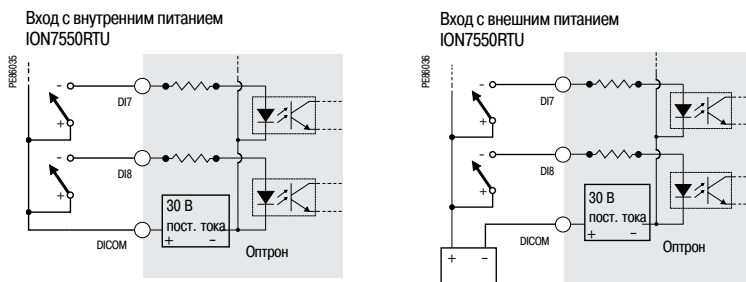 Вход с внутренним питанием
ION7550RTU
PE86035
-
DI7
+
-
DI8
+
30 В
пост. тока
+ -
DICOM
Оптрон
Вход с внешним питанием
ION7550RTU
PE86036
-
DI7
+
-
DI8
+
30 В
пост. тока
+ -
DICOM
Оптрон
+ -